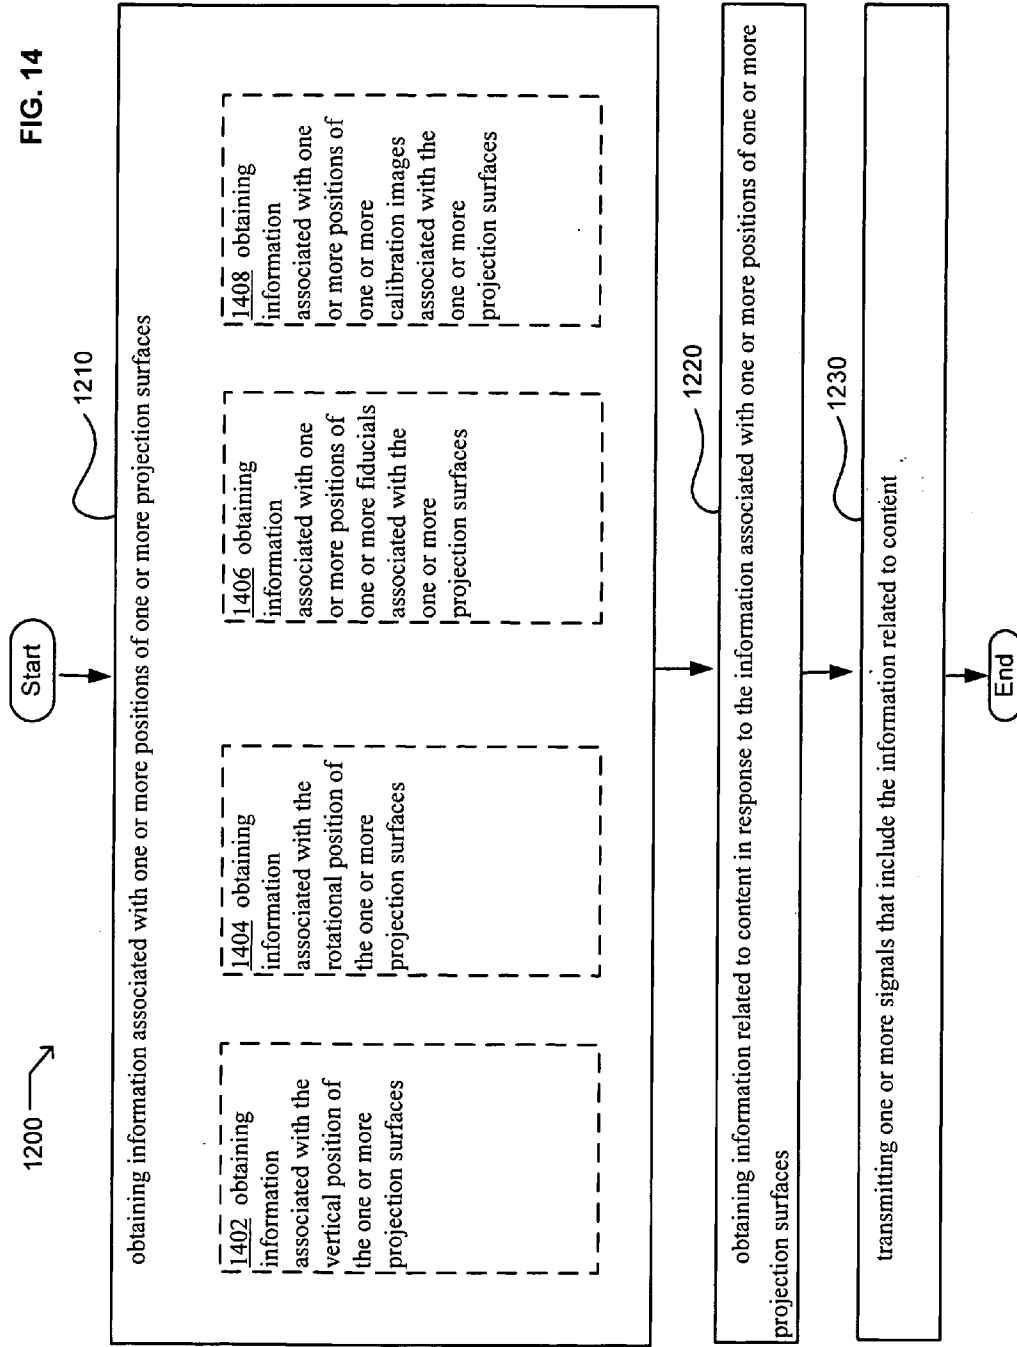 FIG. 14
1200
Start
1210
obtaining information associated with one or more positions of one or more projection surfaces
1402 obtaining
information
associated with the
vertical position of
the one or more
projection surfaces
1404 obtaining
information
associated with the
rotational position of
the one or more
projection surfaces
1406 obtaining
information
associated with one
or more positions of
one or more fiducials
associated with the
one or more
projection surfaces
1408 obtaining
information
associated with one
or more positions of
one or more
calibration images
associated with the
one or more
projection surfaces
1220
obtaining information related to content in response to the information associated with one or more positions of one or more
projection surfaces
1230
transmitting one or more signals that include the information related to content
End